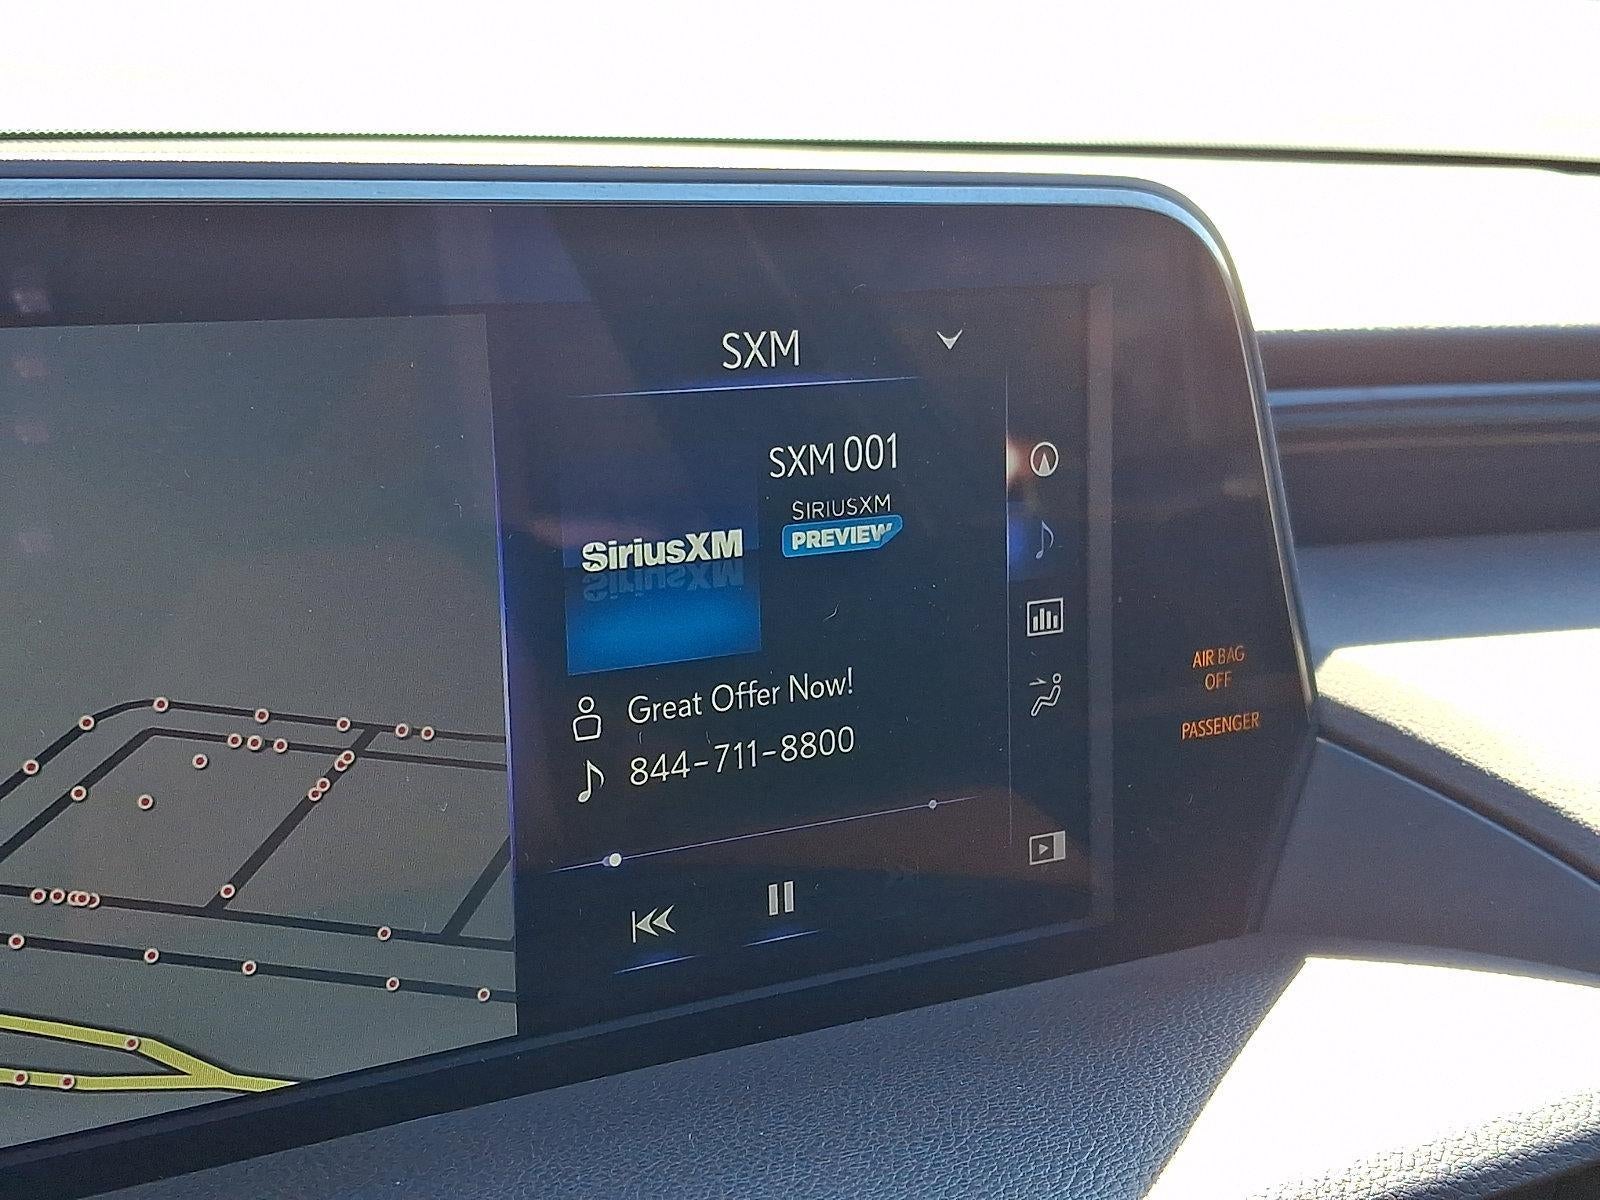 SXM
SXM 001
SIRIUSXM
PREVIEW
SiriusXM
Great Offer Now!
844-711-8800
AIR BAG
OFF
PASSENGER